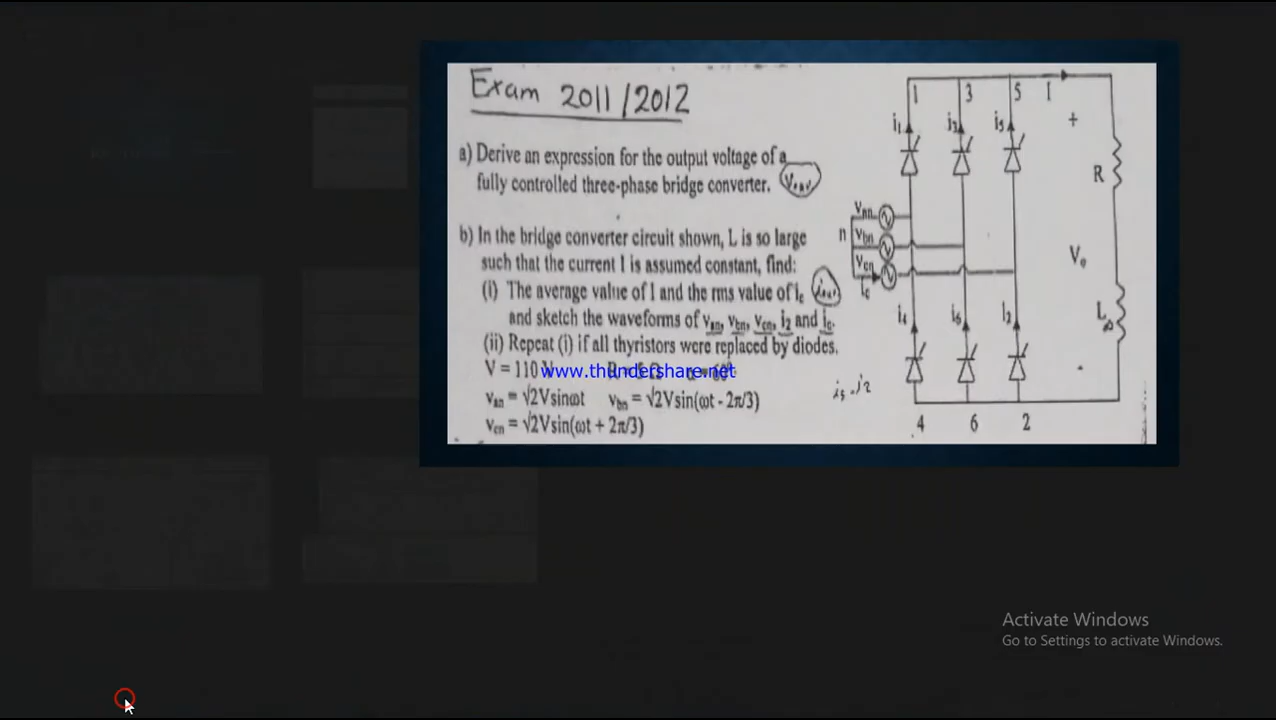 Exam 2011/2012
a) Derive an expression for the output voltage of a
fully controlled three-phase bridge converter.
b) In the bridge converter circuit shown, L is so large
such that the current I is assumed constant, find:
(i) The average value of I and the rms value of ic
and sketch the waveforms of van, vbn, vcn, i2 and ic.
(ii) Repeat (i) if all thyristors were replaced by diodes.
V = 110 V
www.thundershare.net
van = √2Vsinωt vbn = √2Vsin(ωt - 2π/3)
vcn = √2Vsin(ωt + 2π/3)
i5 - i2
1 3 5 I
i1 i3 i5
+
R
van
n vbn
vcn
ic
Vo
L
i4 i6 I2
4 6 2
Activate Windows
Go to Settings to activate Windows.